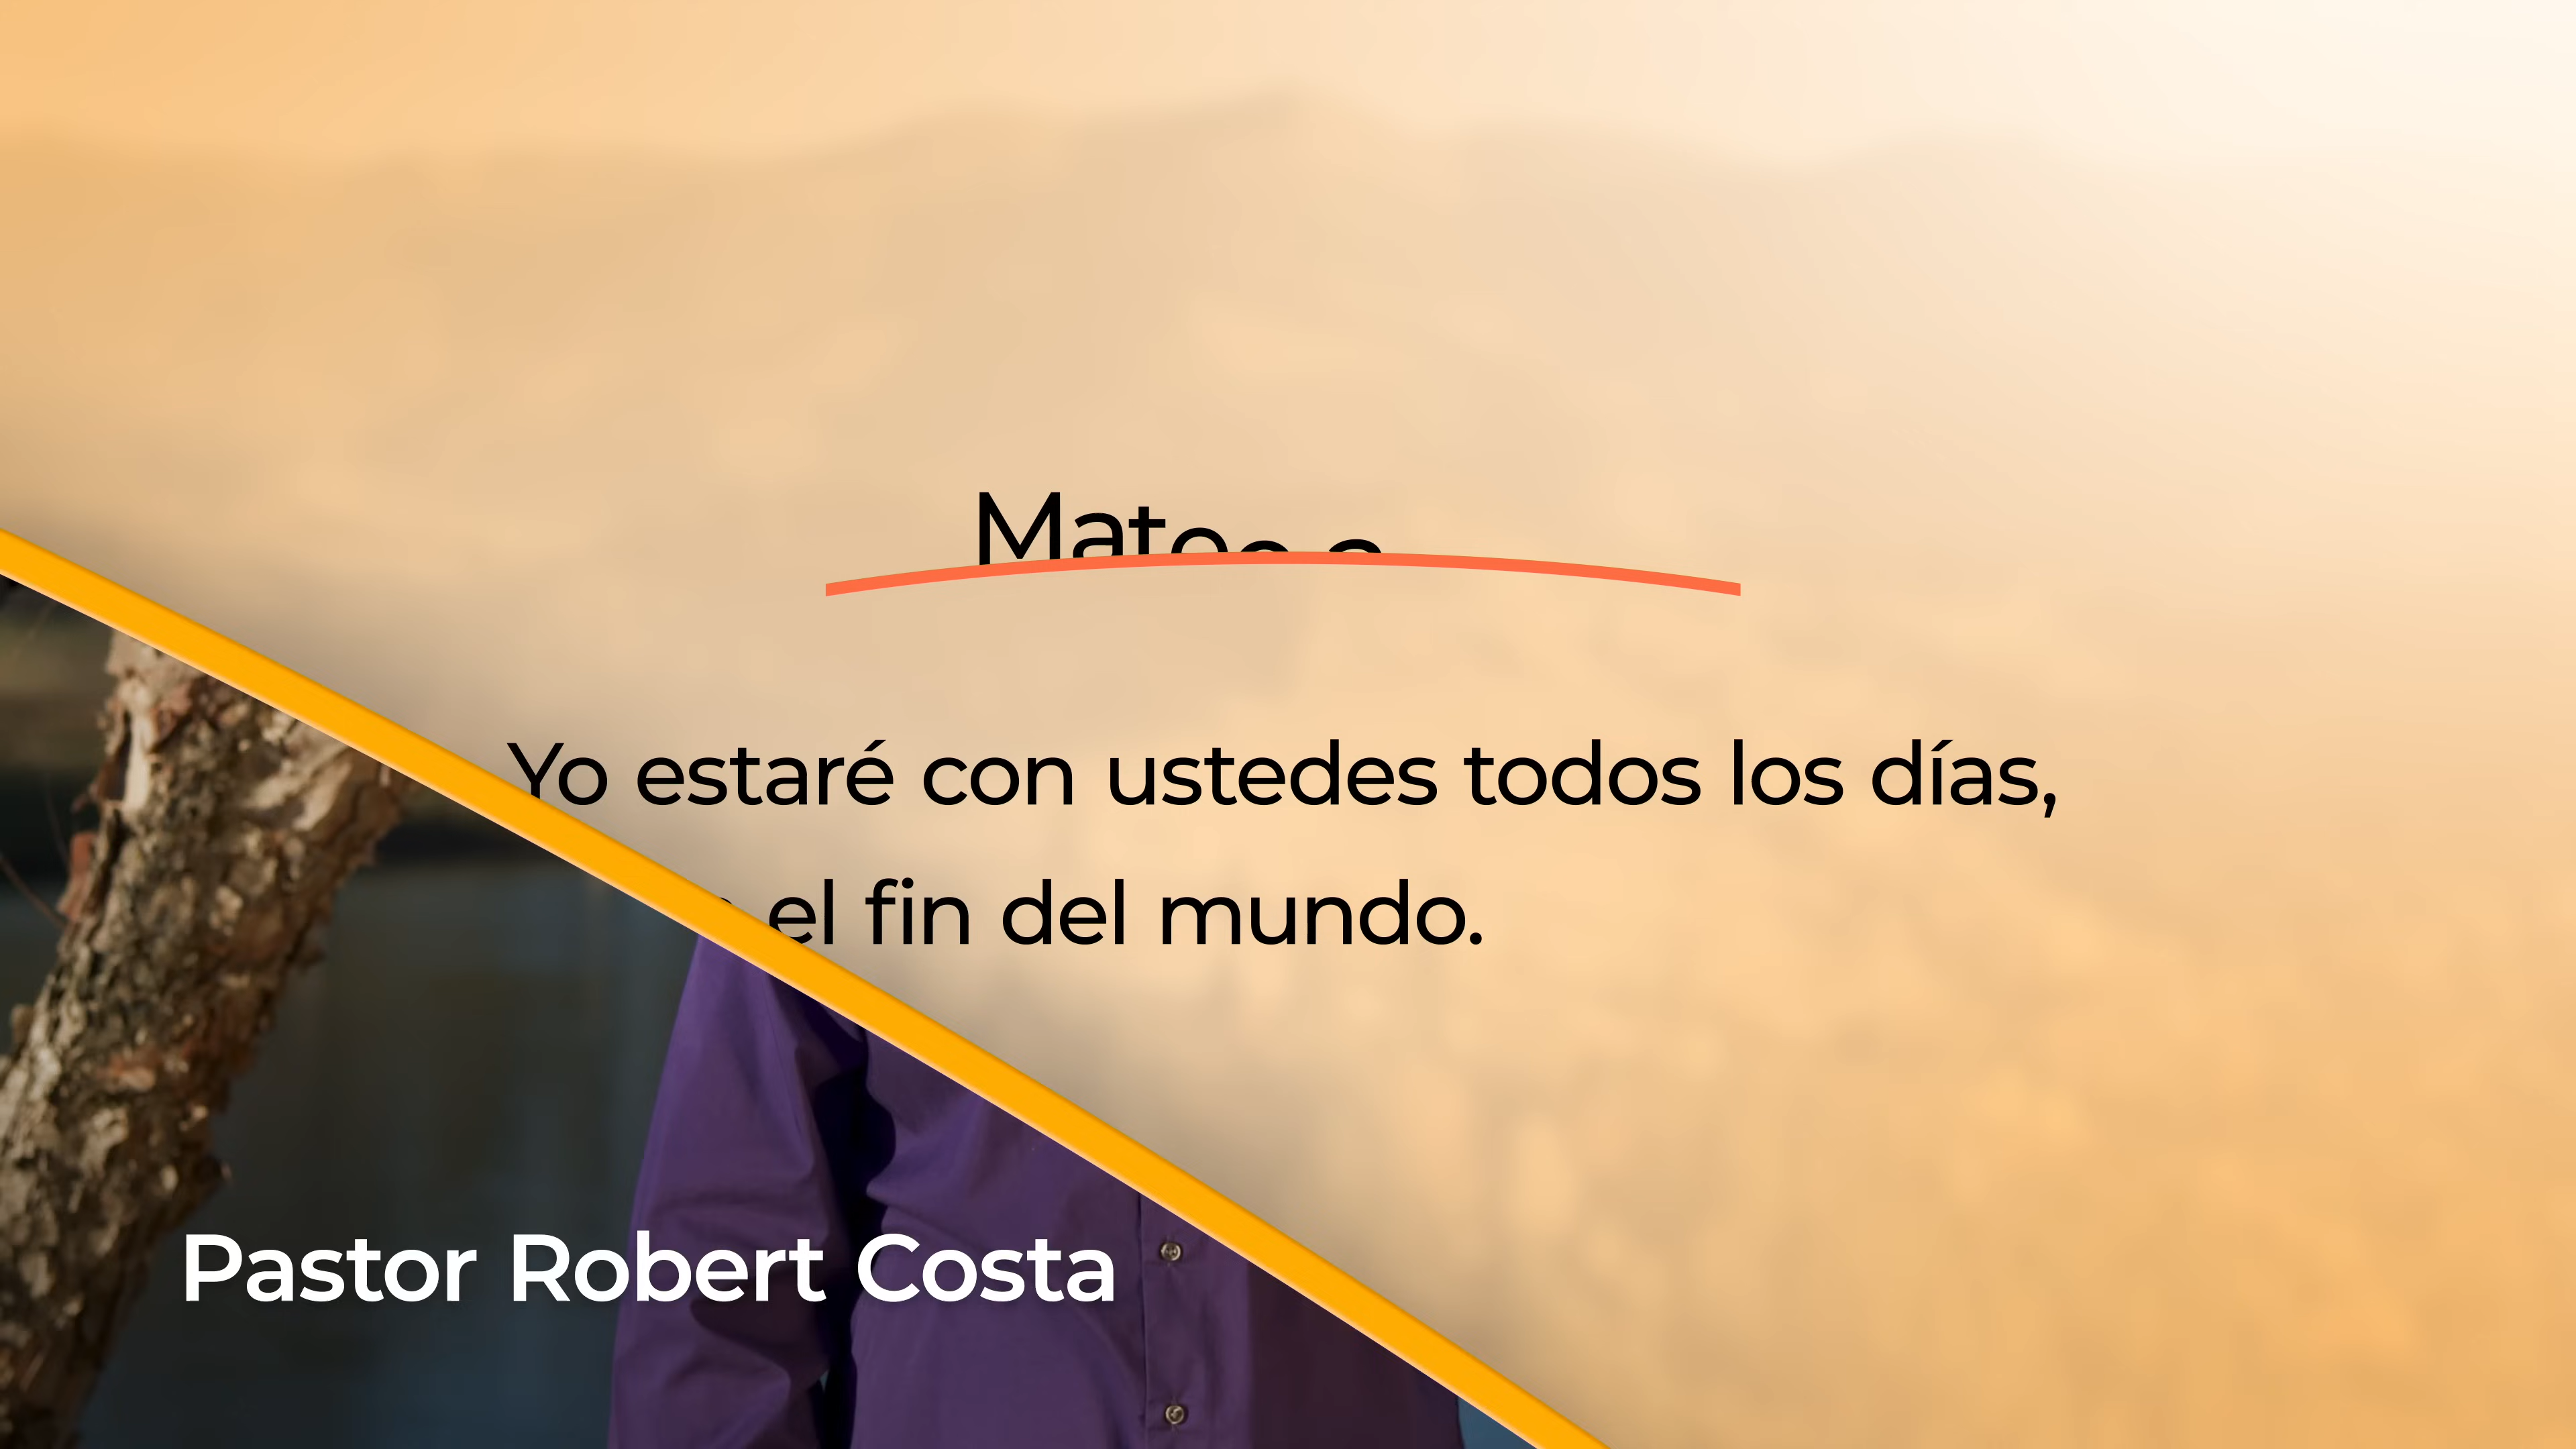 Yo estaré con ustedes todos los días,
el fin del mundo.
Pastor Robert Costa